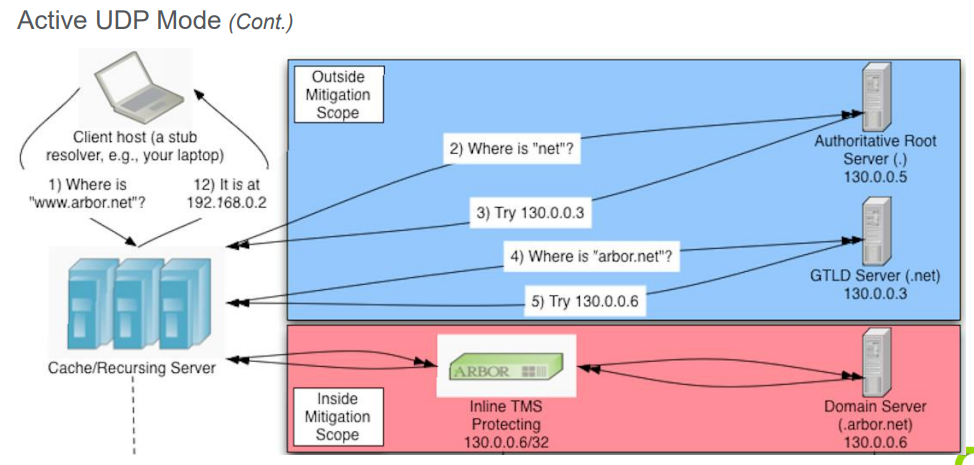 Active UDP Mode (Cont.)
Outside
Mitigation
Scope
Client host (a stub
resolver, e.g., your laptop)
1) Where is
"www.arbor.net"?
12) It is at
192.168.0.2
2) Where is "net"?
Authoritative Root
Server (.)
130.0.0.5
3) Try 130.0.0.3
4) Where is "arbor.net"?
GTLD Server (.net)
130.0.0.3
5) Try 130.0.0.6
Cache/Recursing Server
ARBOR
Inside
Mitigation
Scope
Inline TMS
Protecting
130.0.0.6/32
Domain Server
(.arbor.net)
130.0.0.6